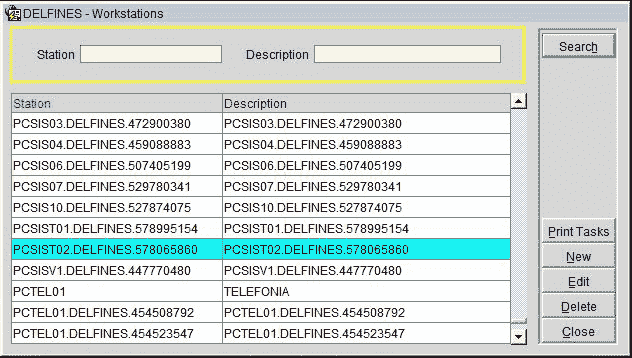 DELFINES - Workstations
Station Description Search
Station Description
PCSIS03.DELFINES.472900380 PCSIS03.DELFINES.472900380
PCSIS04.DELFINES.459088883 PCSIS04.DELFINES.459088883
PCSIS06.DELFINES.507405199 PCSIS06.DELFINES.507405199
PCSIS07.DELFINES.529780341 PCSIS07.DELFINES.529780341
PCSIS10.DELFINES.527874075 PCSIS10.DELFINES.527874075
PCSIST01.DELFINES.578995154 PCSIST01.DELFINES.578995154
PCSIST02.DELFINES.578065860 PCSIST02.DELFINES.578065860
PCSISV1.DELFINES.447770480 PCSISV1.DELFINES.447770480
PCTEL01 TELEFONIA
PCTEL01.DELFINES.454508792 PCTEL01.DELFINES.454508792
PCTEL01.DELFINES.454523547 PCTEL01.DELFINES.454523547
Print Tasks
New
Edit
Delete
Close